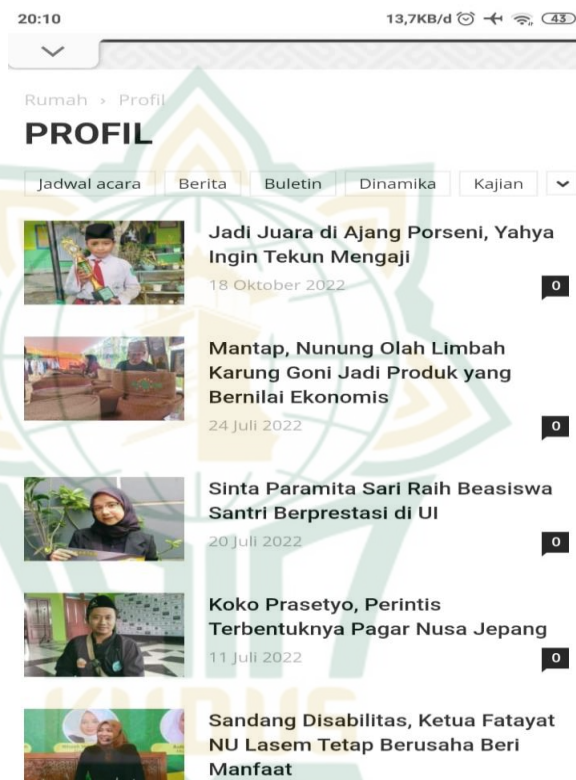 20:10
13,7KB/d
43
Rumah › Profil
PROFIL
Jadwal acara
Berita
Buletin
Dinamika
Kajian
Jadi Juara di Ajang Porseni, Yahya
Ingin Tekun Mengaji
18 Oktober 2022
0
Mantap, Nunung Olah Limbah
Karung Goni Jadi Produk yang
Bernilai Ekonomis
24 Juli 2022
0
Sinta Paramita Sari Raih Beasiswa
Santri Berprestasi di UI
20 Juli 2022
0
Koko Prasetyo, Perintis
Terbentuknya Pagar Nusa Jepang
11 Juli 2022
0
KUDUS
Sandang Disabilitas, Ketua Fatayat
NU Lasem Tetap Berusaha Beri
Manfaat